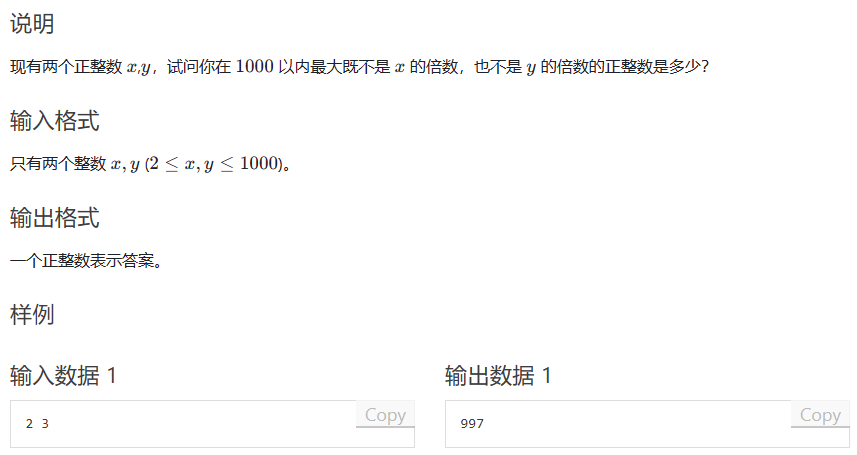 说明
现有两个正整数 x,y，试问你在 1000 以内最大既不是 x 的倍数，也不是 y 的倍数的正整数是多少？
输入格式
只有两个整数 x, y (2 ≤ x, y ≤ 1000)。
输出格式
一个正整数表示答案。
样例
输入数据 1
Copy
2 3
输出数据 1
Copy
997